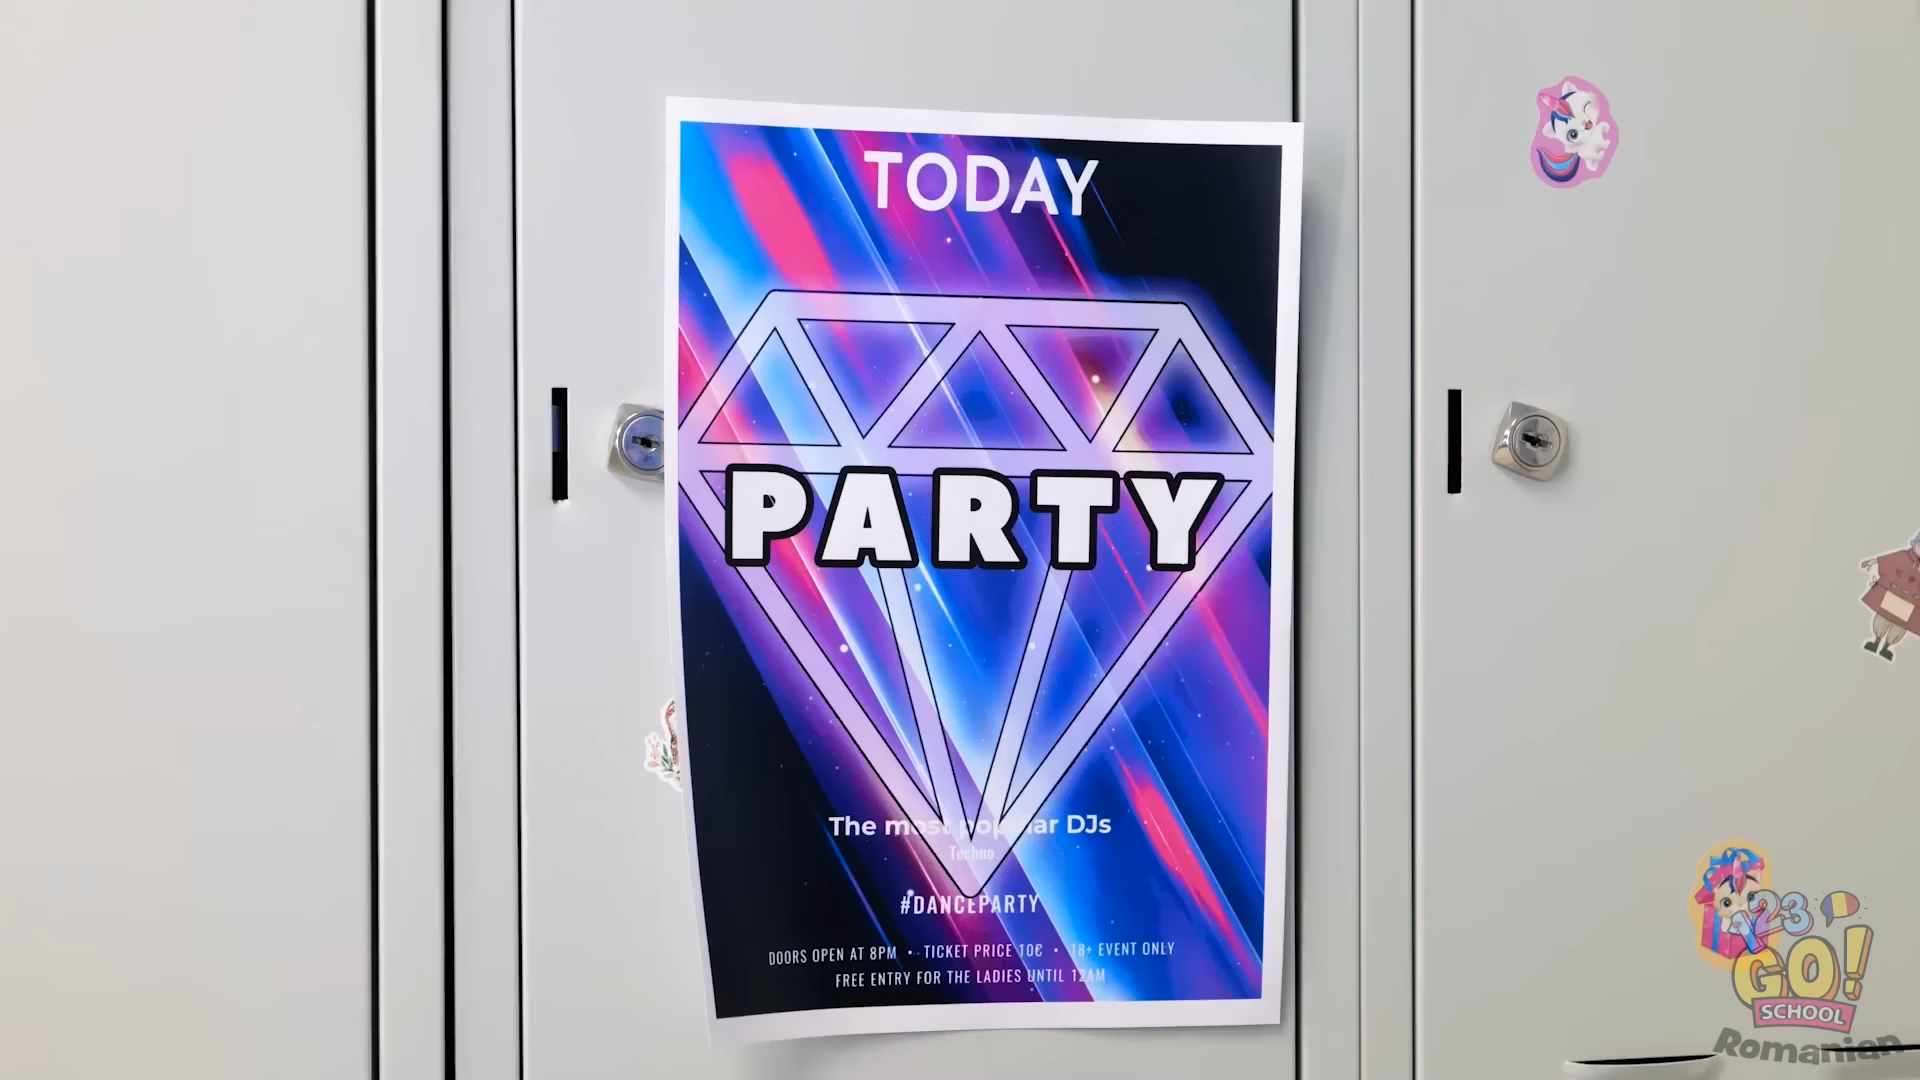 TODAY
PARTY
The most popular DJs
Techno
#DANCEPARTY
DOORS OPEN AT 8PM • TICKET PRICE 10€ • 18+ EVENT ONLY
FREE ENTRY FOR THE LADIES UNTIL 12AM
123
GO!
SCHOOL
Romanian